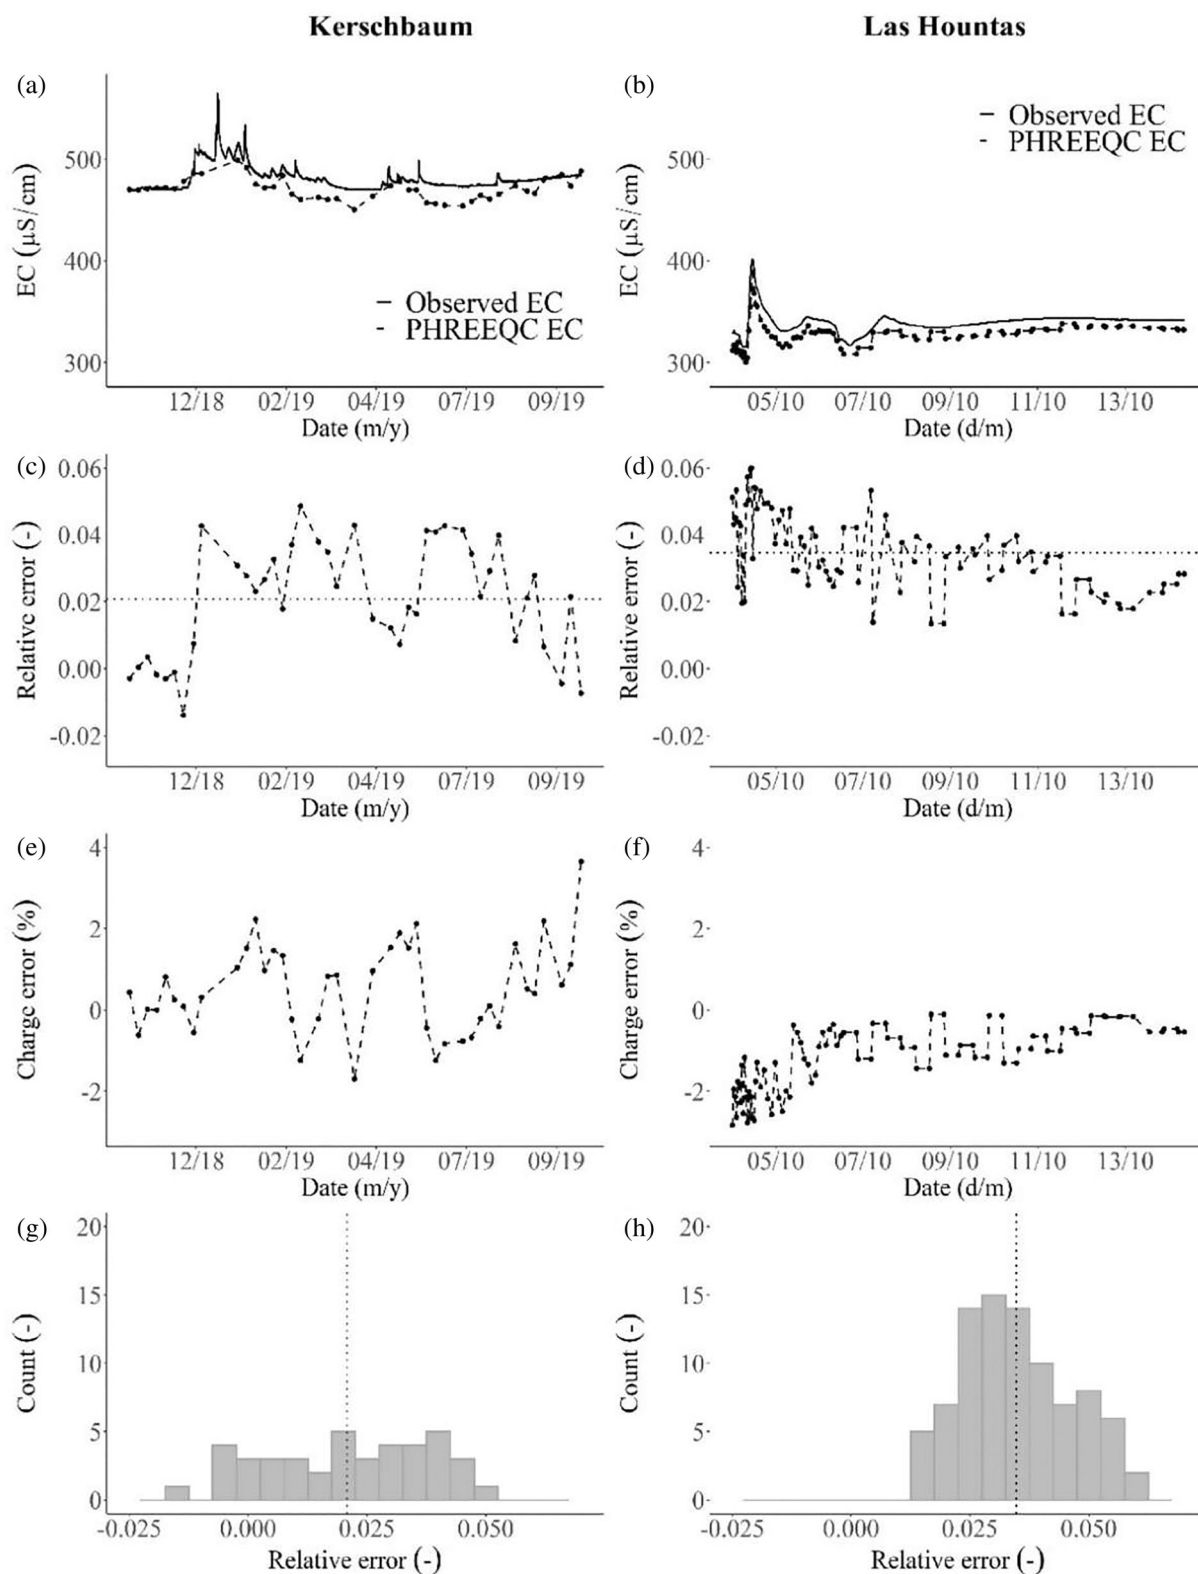 Kerschbaum
Las Hountas
(a)
500
400
300
EC (µS/cm)
— Observed EC
- PHREEQC EC
12/18 02/19 04/19 07/19 09/19
Date (m/y)
(b)
500
400
300
EC (µS/cm)
— Observed EC
- PHREEQC EC
05/10 07/10 09/10 11/10 13/10
Date (d/m)
(c)
0.06
0.04
0.02
0.00
-0.02
Relative error (-)
12/18 02/19 04/19 07/19 09/19
Date (m/y)
(d)
0.06
0.04
0.02
0.00
-0.02
Relative error (-)
05/10 07/10 09/10 11/10 13/10
Date (d/m)
(e)
4
2
0
-2
Charge error (%)
12/18 02/19 04/19 07/19 09/19
Date (m/y)
(f)
4
2
0
-2
Charge error (%)
05/10 07/10 09/10 11/10 13/10
Date (d/m)
(g)
20
15
10
5
0
Count (-)
-0.025 0.000 0.025 0.050
Relative error (-)
(h)
20
15
10
5
0
Count (-)
-0.025 0.000 0.025 0.050
Relative error (-)